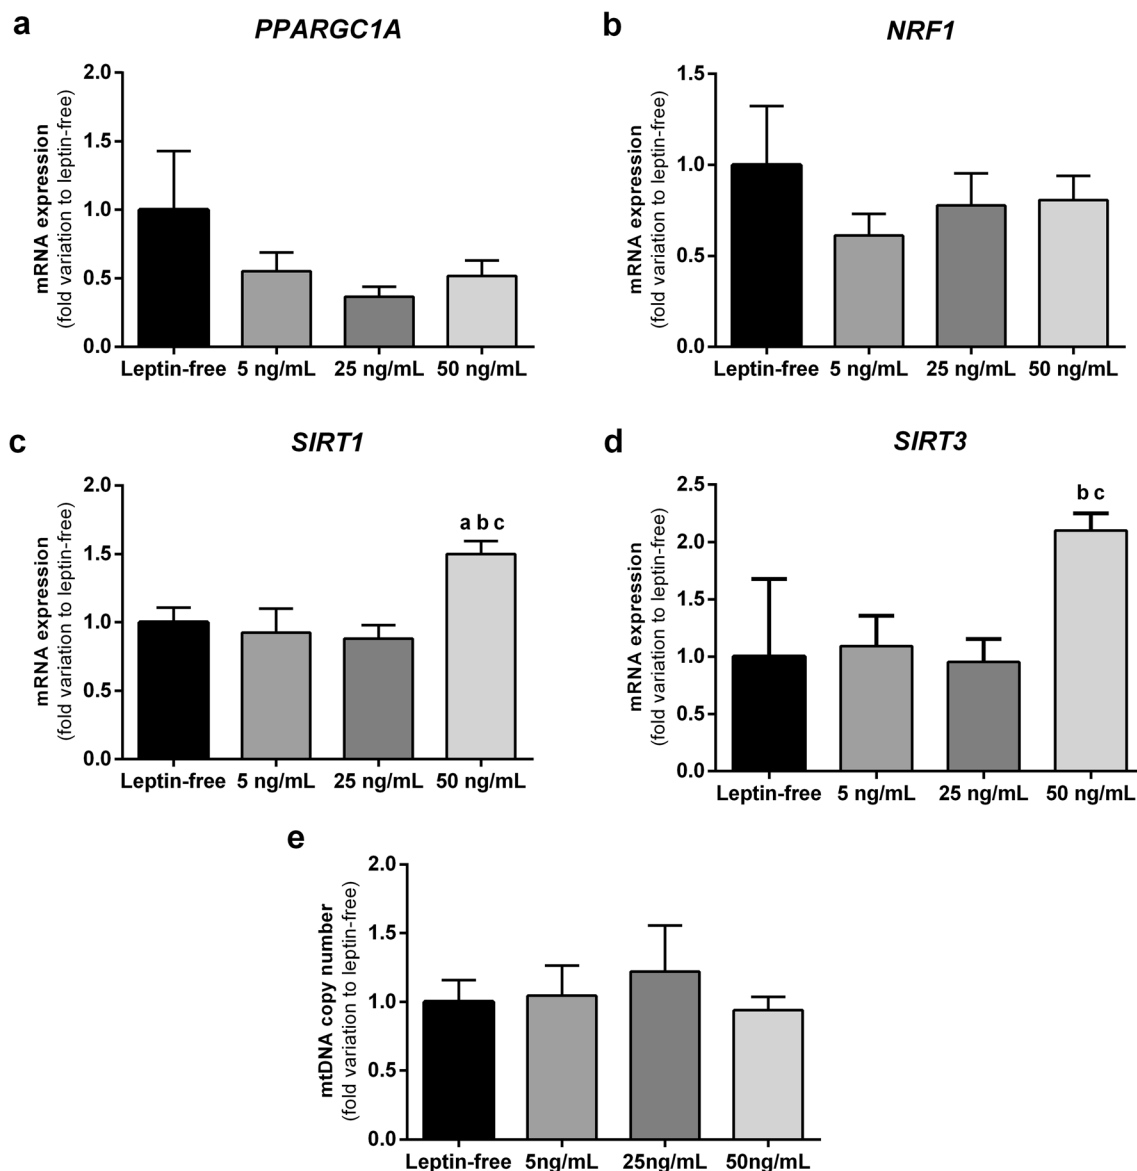 a
PPARGC1A
mRNA expression
(fold variation to leptin-free)
2.0
1.5
1.0
0.5
0.0
Leptin-free 5 ng/mL 25 ng/mL 50 ng/mL
b
NRF1
mRNA expression
(fold variation to leptin-free)
1.5
1.0
0.5
0.0
Leptin-free 5 ng/mL 25 ng/mL 50 ng/mL
c
SIRT1
mRNA expression
(fold variation to leptin-free)
2.0
1.5
1.0
0.5
0.0
a b c
Leptin-free 5 ng/mL 25 ng/mL 50 ng/mL
d
SIRT3
mRNA expression
(fold variation to leptin-free)
2.5
2.0
1.5
1.0
0.5
0.0
b c
Leptin-free 5 ng/mL 25 ng/mL 50 ng/mL
e
mtDNA copy number
(fold variation to leptin-free)
2.0
1.5
1.0
0.5
0.0
Leptin-free 5ng/mL 25ng/mL 50ng/mL